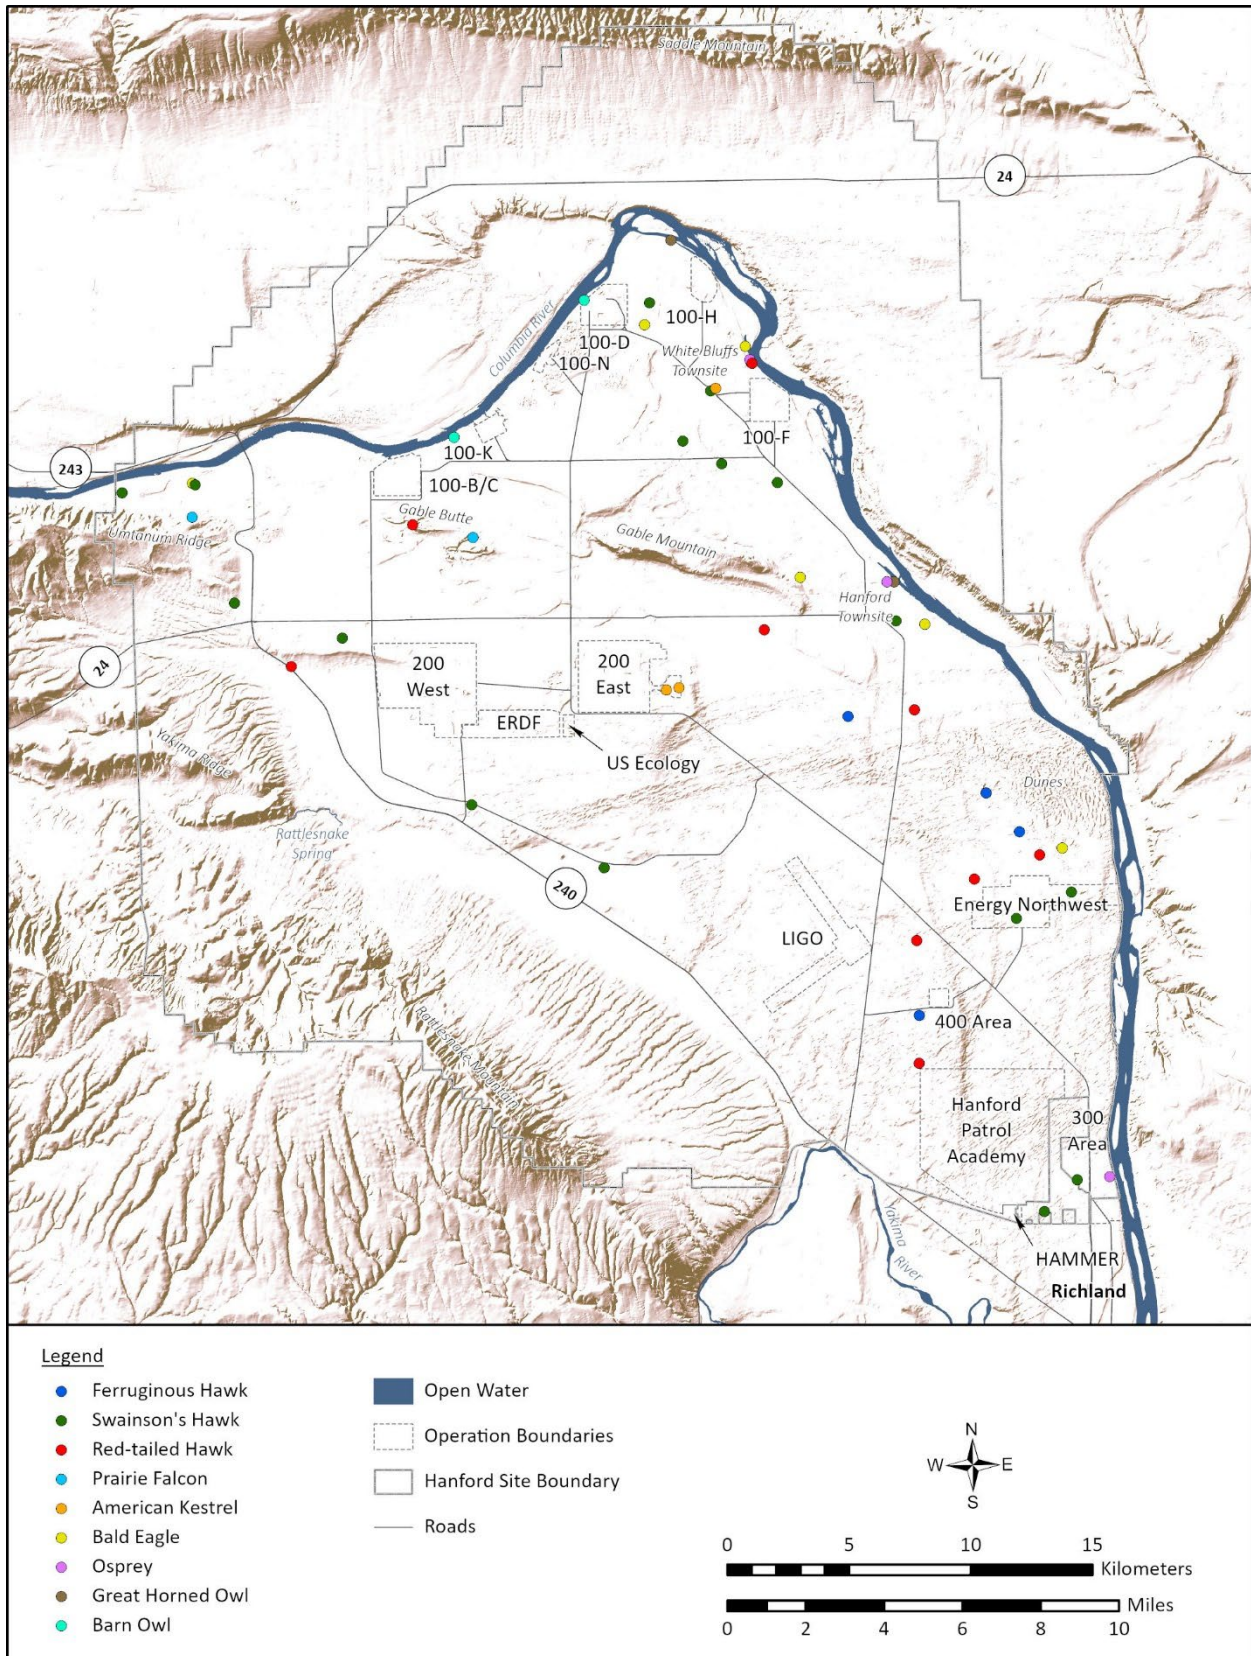 Saddle Mountain
24
Columbia River
100-H
100-D
White Bluffs
Townsite
100-N
100-F
100-K
243
100-B/C
Gable Butte
Gable Mountain
Umtanum Ridge
Hanford
Townsite
24
200
West
200
East
ERDF
US Ecology
Yakima Ridge
Dunes
Rattlesnake
Spring
240
Energy Northwest
LIGO
400 Area
Rattlesnake Mountain
Hanford
Patrol
Academy
300
Area
Yakima
River
HAMMER
Richland
Legend
Ferruginous Hawk
Swainson's Hawk
Red-tailed Hawk
Prairie Falcon
American Kestrel
Bald Eagle
Osprey
Great Horned Owl
Barn Owl
Open Water
Operation Boundaries
Hanford Site Boundary
Roads
N
W E
S
0 5 10 15
Kilometers
Miles
0 2 4 6 8 10